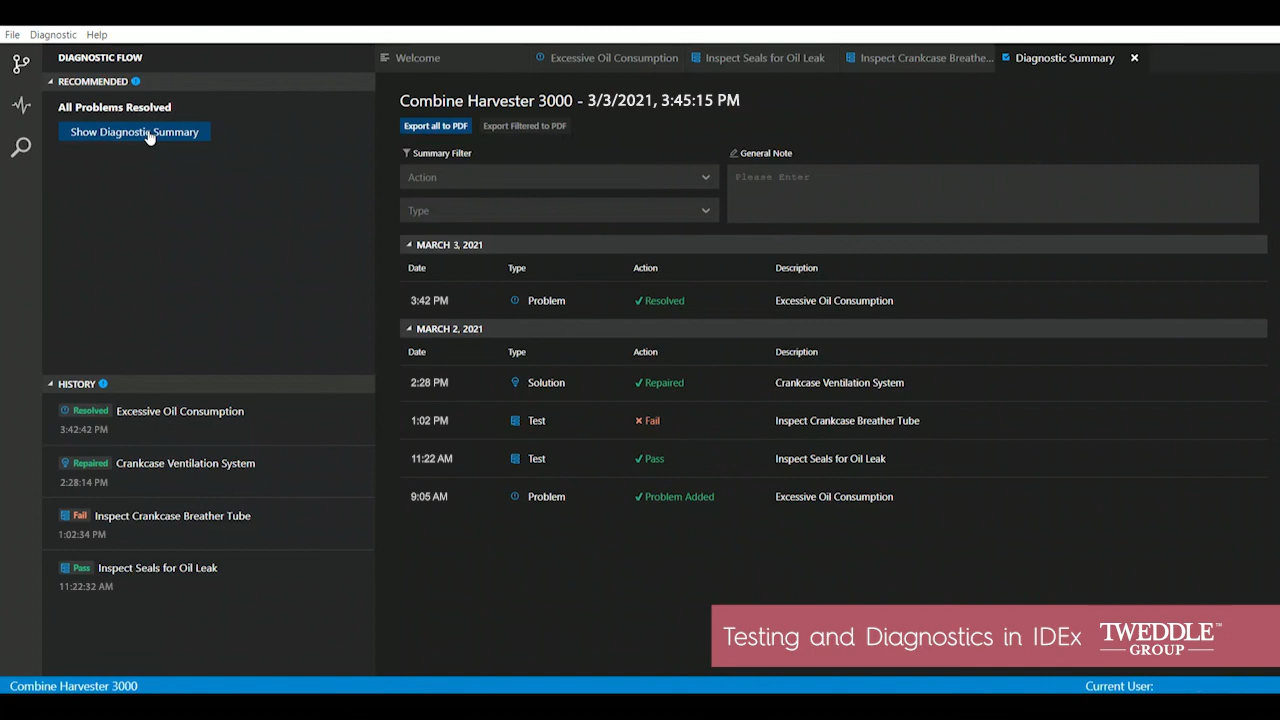 File Diagnostic Help
DIAGNOSTIC FLOW
RECOMMENDED
All Problems Resolved
Show Diagnostic Summary
HISTORY
Resolved Excessive Oil Consumption
3:42:42 PM
Repaired Crankcase Ventilation System
2:28:14 PM
Fail Inspect Crankcase Breather Tube
1:02:34 PM
Pass Inspect Seals for Oil Leak
11:22:32 AM
Welcome Excessive Oil Consumption Inspect Seals for Oil Leak Inspect Crankcase Breathe... Diagnostic Summary
Combine Harvester 3000 - 3/3/2021, 3:45:15 PM
Export all to PDF Export Filtered to PDF
Summary Filter General Note
Action Please Enter
Type
MARCH 3, 2021
Date Type Action Description
3:42 PM Problem Resolved Excessive Oil Consumption
MARCH 2, 2021
Date Type Action Description
2:28 PM Solution Repaired Crankcase Ventilation System
1:02 PM Test Fail Inspect Crankcase Breather Tube
11:22 AM Test Pass Inspect Seals for Oil Leak
9:05 AM Problem Problem Added Excessive Oil Consumption
Testing and Diagnostics in IDEx TWEDDLE™
GROUP
Combine Harvester 3000 Current User: